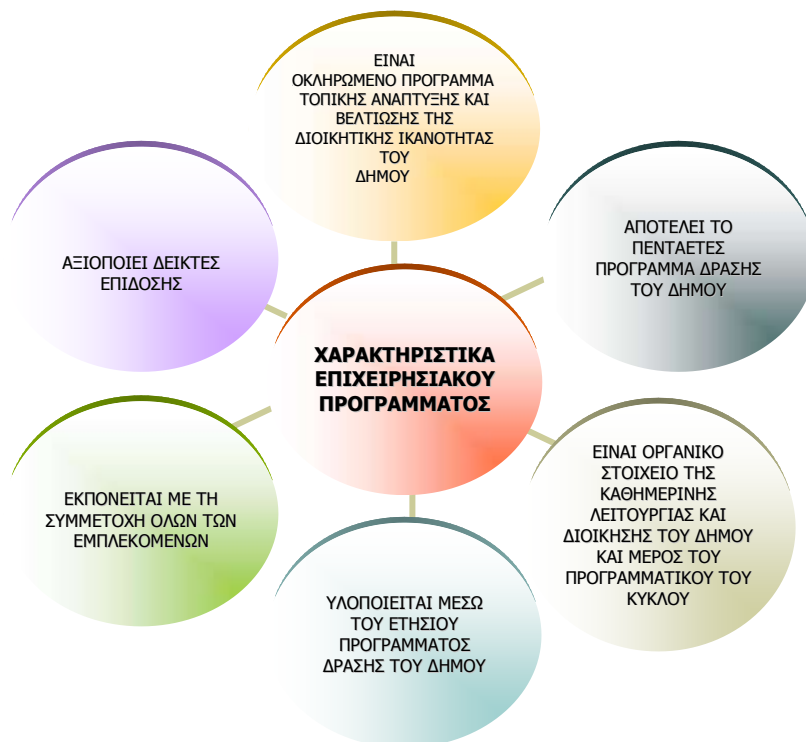 ΕΙΝΑΙ
ΟΚΛΗΡΩΜΕΝΟ ΠΡΟΓΡΑΜΜΑ
ΤΟΠΙΚΗΣ ΑΝΑΠΤΥΞΗΣ ΚΑΙ
ΒΕΛΤΙΩΣΗΣ ΤΗΣ
ΔΙΟΙΚΗΤΙΚΗΣ ΙΚΑΝΟΤΗΤΑΣ
ΤΟΥ
ΔΗΜΟΥ
ΑΠΟΤΕΛΕΙ ΤΟ
ΠΕΝΤΑΕΤΕΣ
ΠΡΟΓΡΑΜΜΑ ΔΡΑΣΗΣ
ΤΟΥ ΔΗΜΟΥ
ΑΞΙΟΠΟΙΕΙ ΔΕΙΚΤΕΣ
ΕΠΙΔΟΣΗΣ
ΧΑΡΑΚΤΗΡΙΣΤΙΚΑ
ΕΠΙΧΕΙΡΗΣΙΑΚΟΥ
ΠΡΟΓΡΑΜΜΑΤΟΣ
ΕΙΝΑΙ ΟΡΓΑΝΙΚΟ
ΣΤΟΙΧΕΙΟ ΤΗΣ
ΚΑΘΗΜΕΡΙΝΗΣ
ΛΕΙΤΟΥΡΓΙΑΣ ΚΑΙ
ΔΙΟΙΚΗΣΗΣ ΤΟΥ ΔΗΜΟΥ
ΚΑΙ ΜΕΡΟΣ ΤΟΥ
ΠΡΟΓΡΑΜΜΑΤΙΚΟΥ ΤΟΥ
ΚΥΚΛΟΥ
ΕΚΠΟΝΕΙΤΑΙ ΜΕ ΤΗ
ΣΥΜΜΕΤΟΧΗ ΟΛΩΝ ΤΩΝ
ΕΜΠΛΕΚΟΜΕΝΩΝ
ΥΛΟΠΟΙΕΙΤΑΙ ΜΕΣΩ
ΤΟΥ ΕΤΗΣΙΟΥ
ΠΡΟΓΡΑΜΜΑΤΟΣ
ΔΡΑΣΗΣ ΤΟΥ ΔΗΜΟΥ